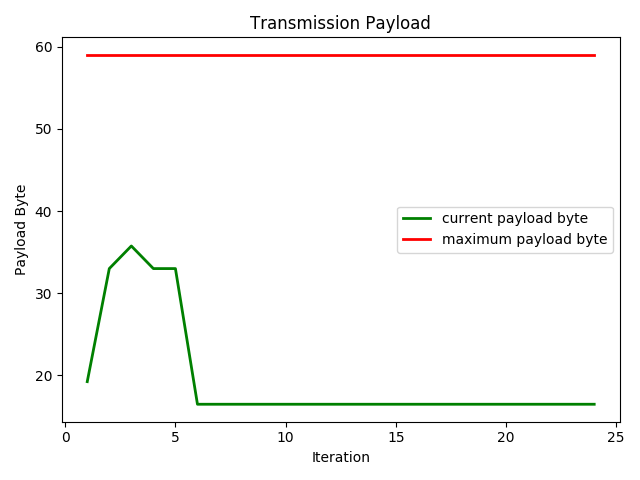 Transmission Payload
60
50
40
30
20
Payload Byte
current payload byte
maximum payload byte
0 5 10 15 20 25
Iteration